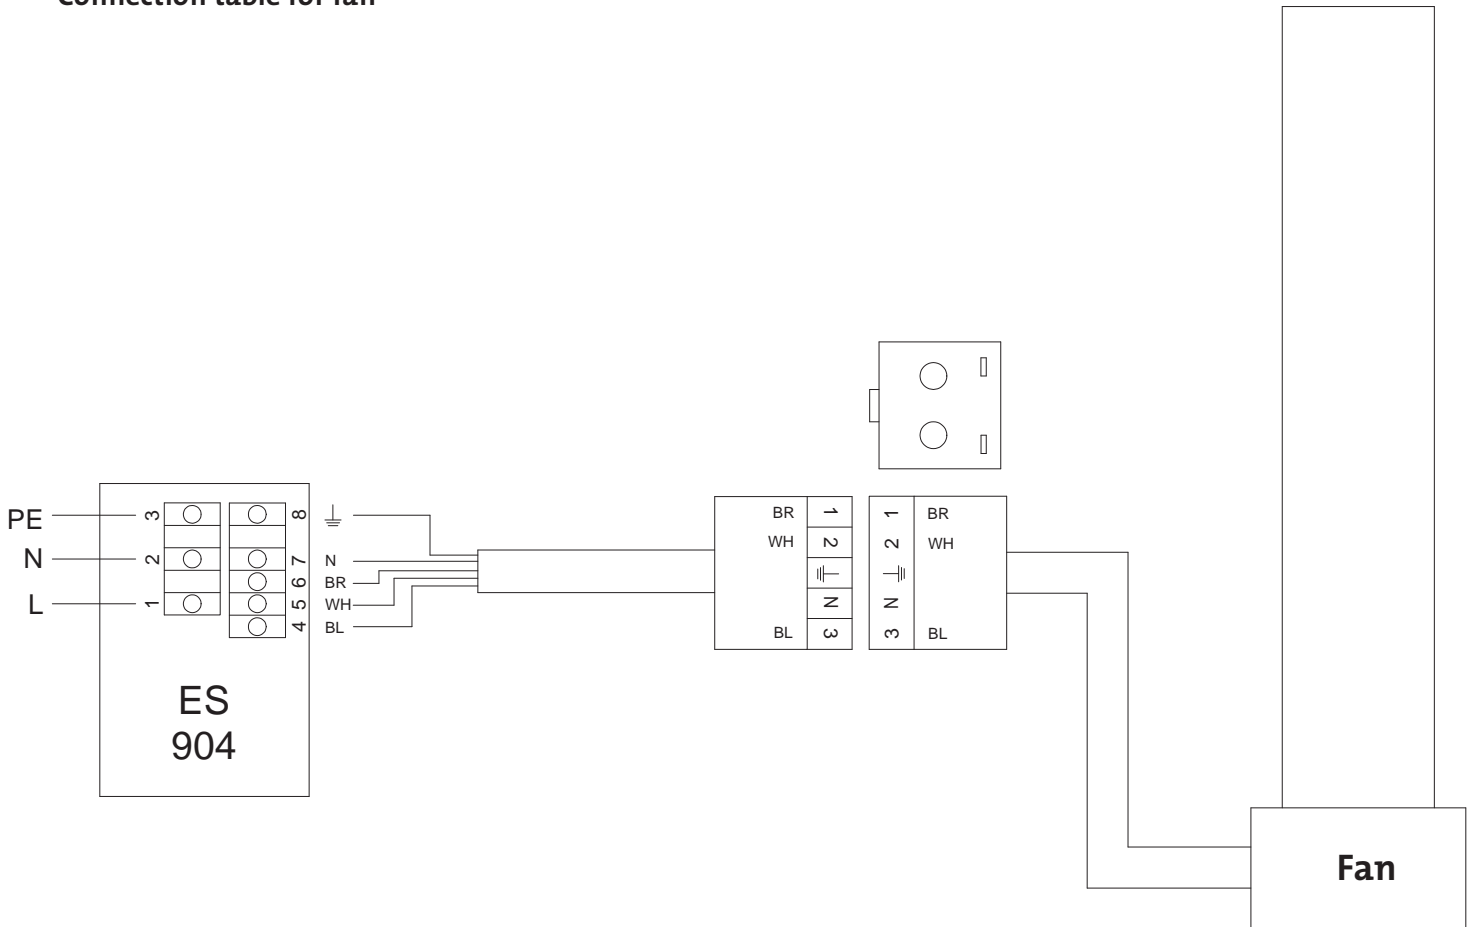 Connection table for fan
PE
N
L
3
2
1
8
7
6
5
4
N
BR
WH
BL
ES
904
BR 1
WH 2
N
BL 3
1 BR
2 WH
N
3 BL
Fan